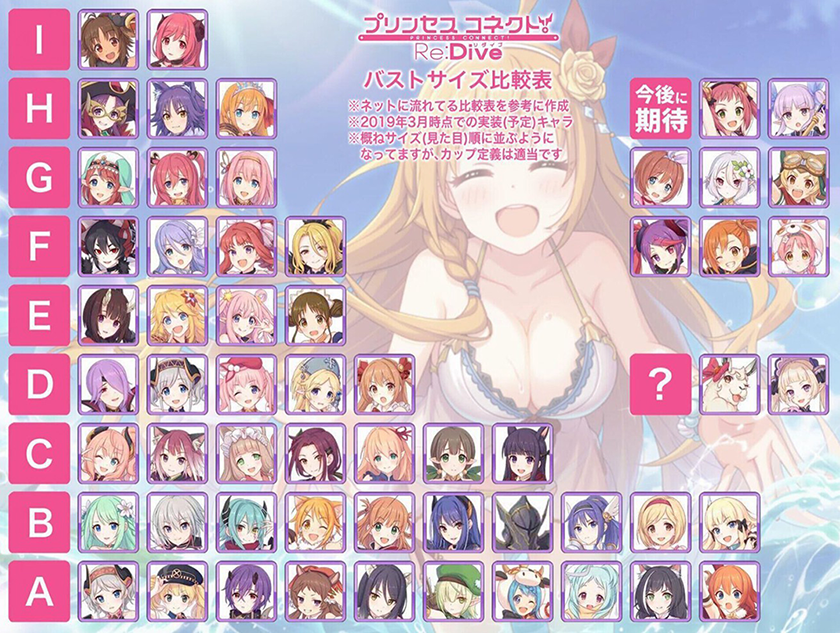 プリンセスコネクト!
PRINCESS CONNECT!
Re:Dive
リダイブ
バストサイズ比較表
※ネットに流れてる比較表を参考に作成
※2019年3月時点での実装(予定)キャラ
※概ねサイズ(見た目)順に並ぶように
なってますが、カップ定義は適当です
I
H
今後に
期待
G
F
E
D
?
C
B
A